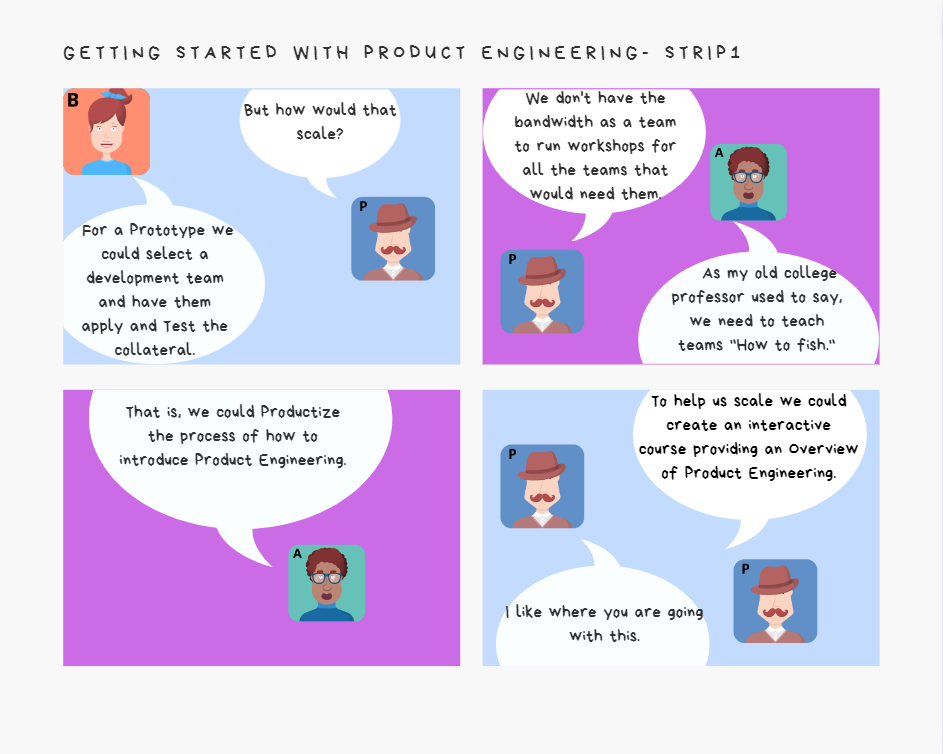 GETTING STARTED WITH PRODUCT ENGINEERING- STRIP1
B
For a Prototype we
could select a
development team
and have them
apply and Test the
collateral.
But how would that
scale?
P
We don't have the
bandwidth as a team
to run workshops for
all the teams that
would need them.
P
A
As my old college
professor used to say,
we need to teach
teams "How to fish."
That is, we could Productize
the process of how to
introduce Product Engineering.
A
To help us scale we could
create an interactive
course providing an Overview
of Product Engineering.
P
P
I like where you are going
with this.